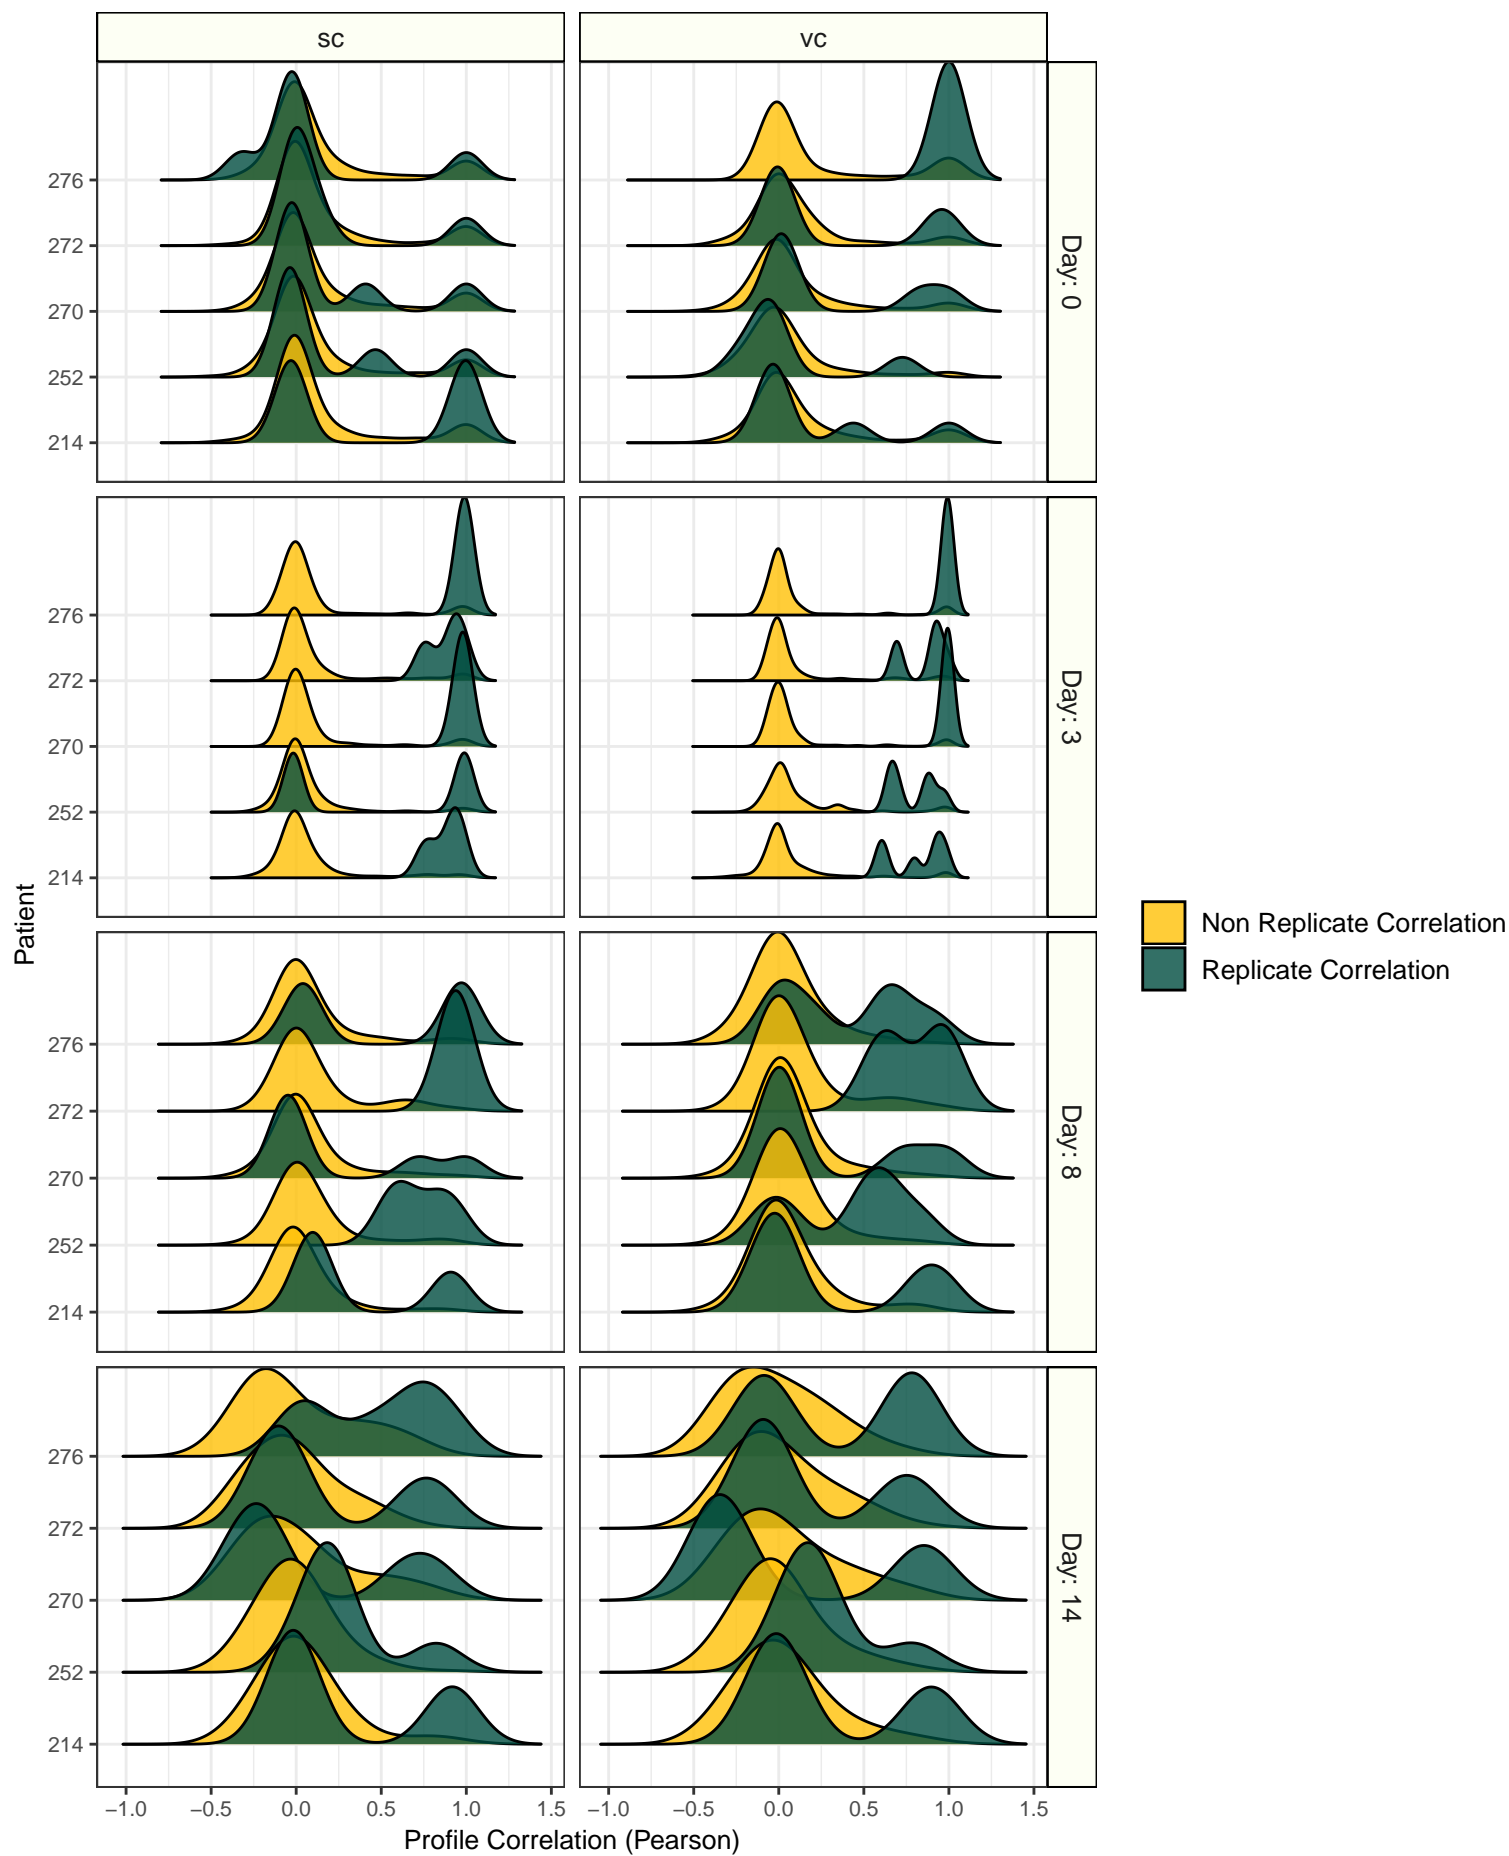 sc vc
276
272
270
252
214
Day: 0
276
272
270
252
214
Day: 3
Patient
Non Replicate Correlation
Replicate Correlation
276
272
270
252
214
Day: 8
276
272
270
252
214
Day: 14
−1.0 −0.5 0.0 0.5 1.0 1.5 −1.0 −0.5 0.0 0.5 1.0 1.5
Profile Correlation (Pearson)